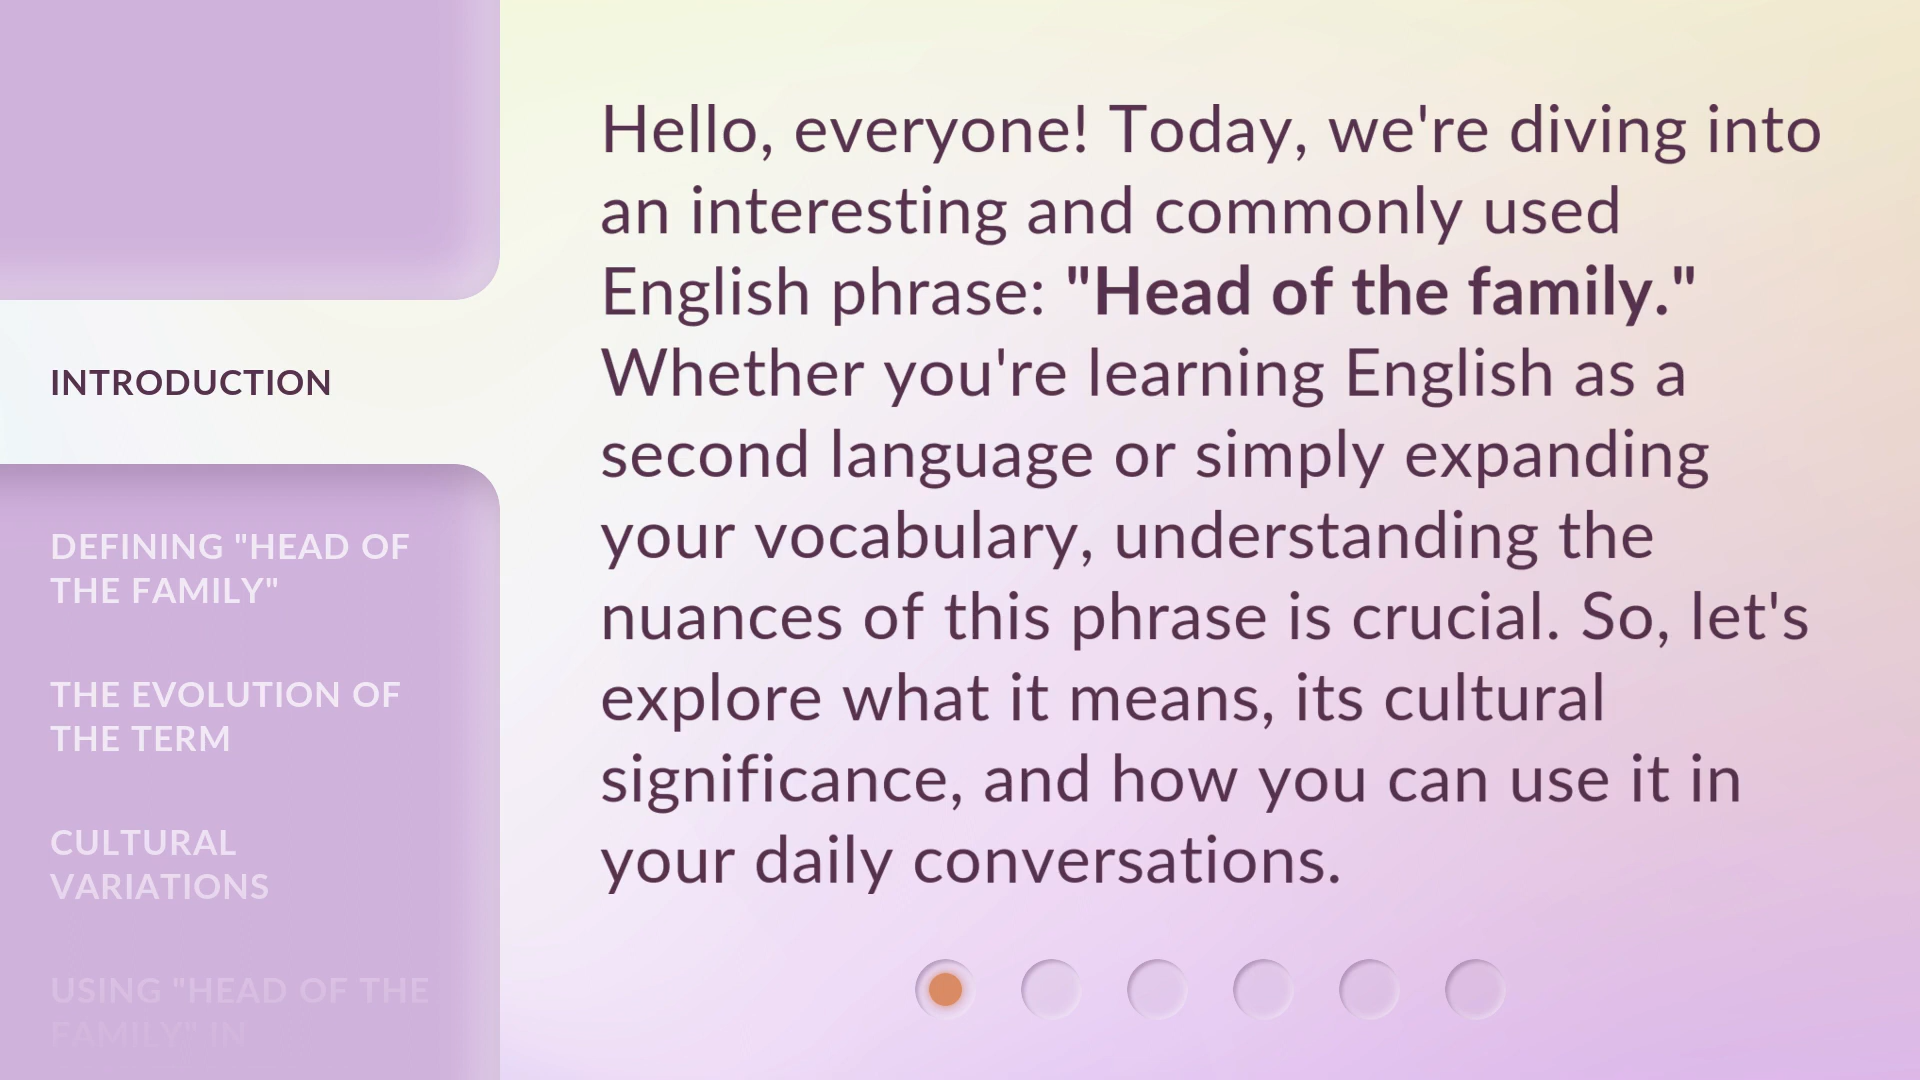 INTRODUCTION
DEFINING "HEAD OF
THE FAMILY"
THE EVOLUTION OF
THE TERM
CULTURAL
VARIATIONS
USING "HEAD OF THE
FAMILY" IN
Hello, everyone! Today, we're diving into
an interesting and commonly used
English phrase: "Head of the family."
Whether you're learning English as a
second language or simply expanding
your vocabulary, understanding the
nuances of this phrase is crucial. So, let's
explore what it means, its cultural
significance, and how you can use it in
your daily conversations.